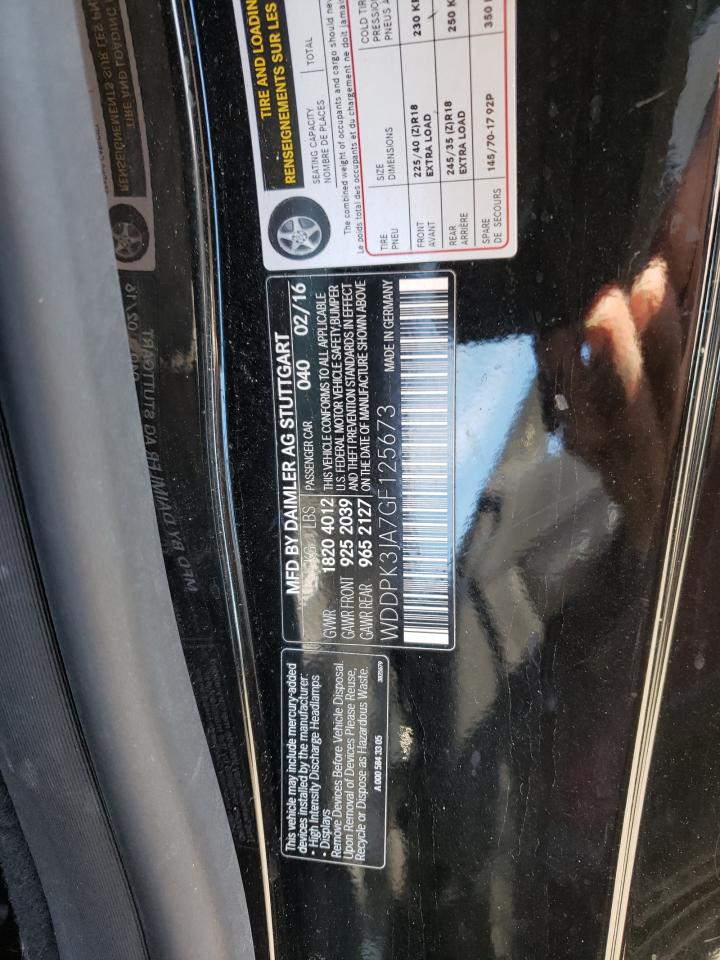 TIRE AND LOADIN
RENSEIGNEMENTS SUR LES
SEATING CAPACITY
NOMBRE DE PLACES
TOTAL
The combined weight of occupants and cargo should nev
Le poids total des occupants et du chargement ne doit jamai
TIRE
PNEU
SIZE
DIMENSIONS
COLD TIR
PRESSIO
PNEUS A
FRONT
AVANT
225/40 (Z)R18
EXTRA LOAD
230 KP
REAR
ARRIÈRE
245/35 (Z)R18
EXTRA LOAD
250 K
SPARE
DE SECOURS
145/70-17 92P
350
MFD BY DAIMLER AG STUTTGART
KG LBS PASSENGER CAR 040 02/16
GVWR 1820 4012 THIS VEHICLE CONFORMS TO ALL APPLICABLE
GAWR FRONT 925 2039 U.S. FEDERAL MOTOR VEHICLE SAFETY, BUMPER
AND THEFT PREVENTION STANDARDS IN EFFECT
GAWR REAR 965 2127 ON THE DATE OF MANUFACTURE SHOWN ABOVE
WDDPK3JA7GF125673 MADE IN GERMANY
This vehicle may include mercury-added
devices installed by the manufacturer:
• High Intensity Discharge Headlamps
• Displays
Remove Devices Before Vehicle Disposal.
Upon Removal of Devices Please Reuse,
Recycle or Dispose as Hazardous Waste.
A 000 584 33 05